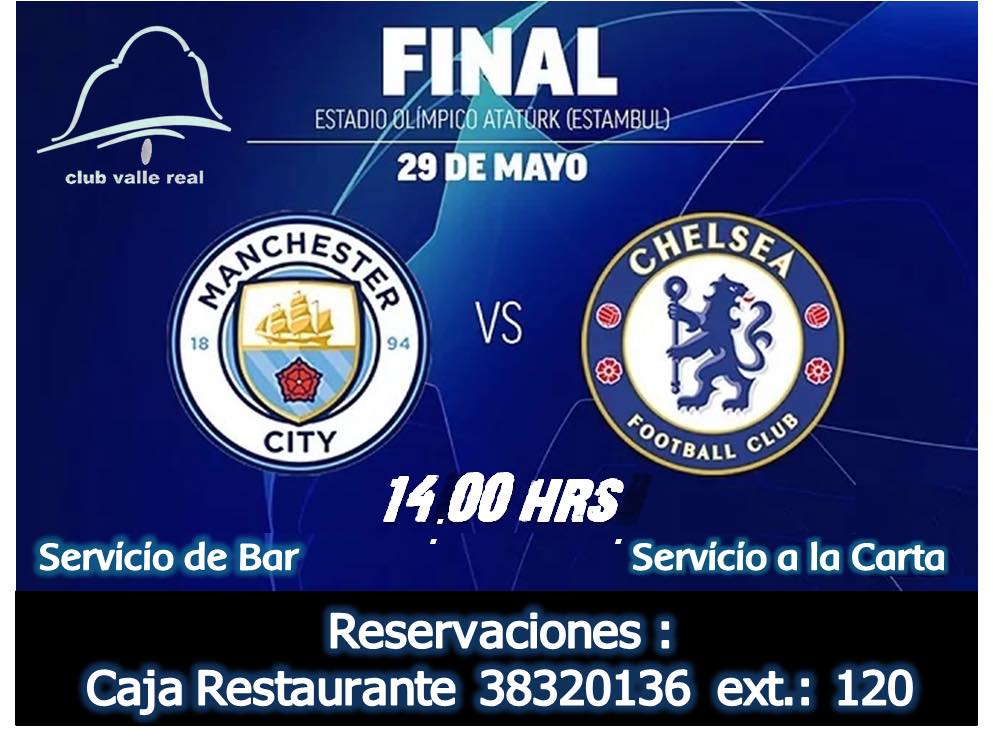 club valle real
FINAL
ESTADIO OLÍMPICO ATATÜRK (ESTAMBUL)
29 DE MAYO
MANCHESTER
18 94
CITY
VS
CHELSEA
FOOTBALL CLUB
14.00 HRS
Servicio de Bar
Servicio a la Carta
Reservaciones :
Caja Restaurante 38320136 ext.: 120